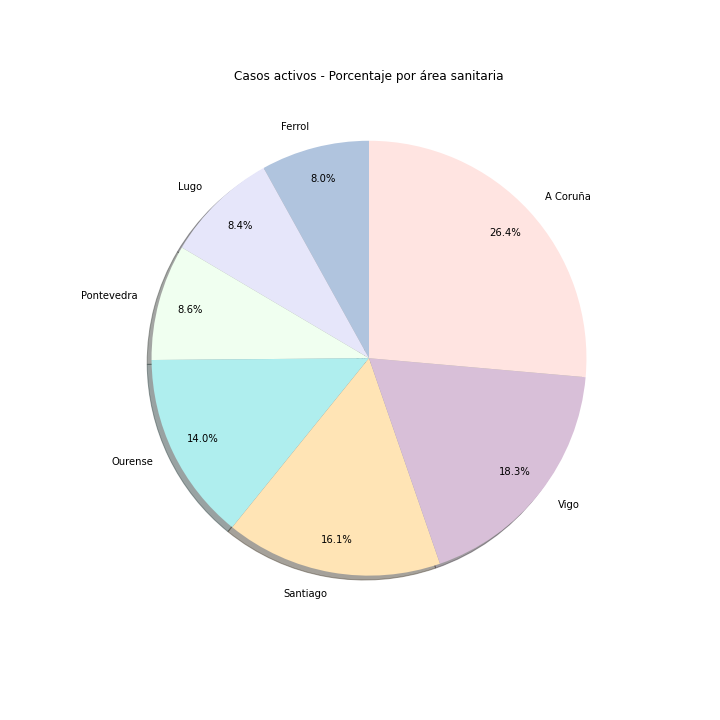 Casos activos - Porcentaje por área sanitaria
Ferrol
8.0%
A Coruña
26.4%
Lugo
8.4%
Pontevedra
8.6%
Ourense
14.0%
Vigo
18.3%
Santiago
16.1%